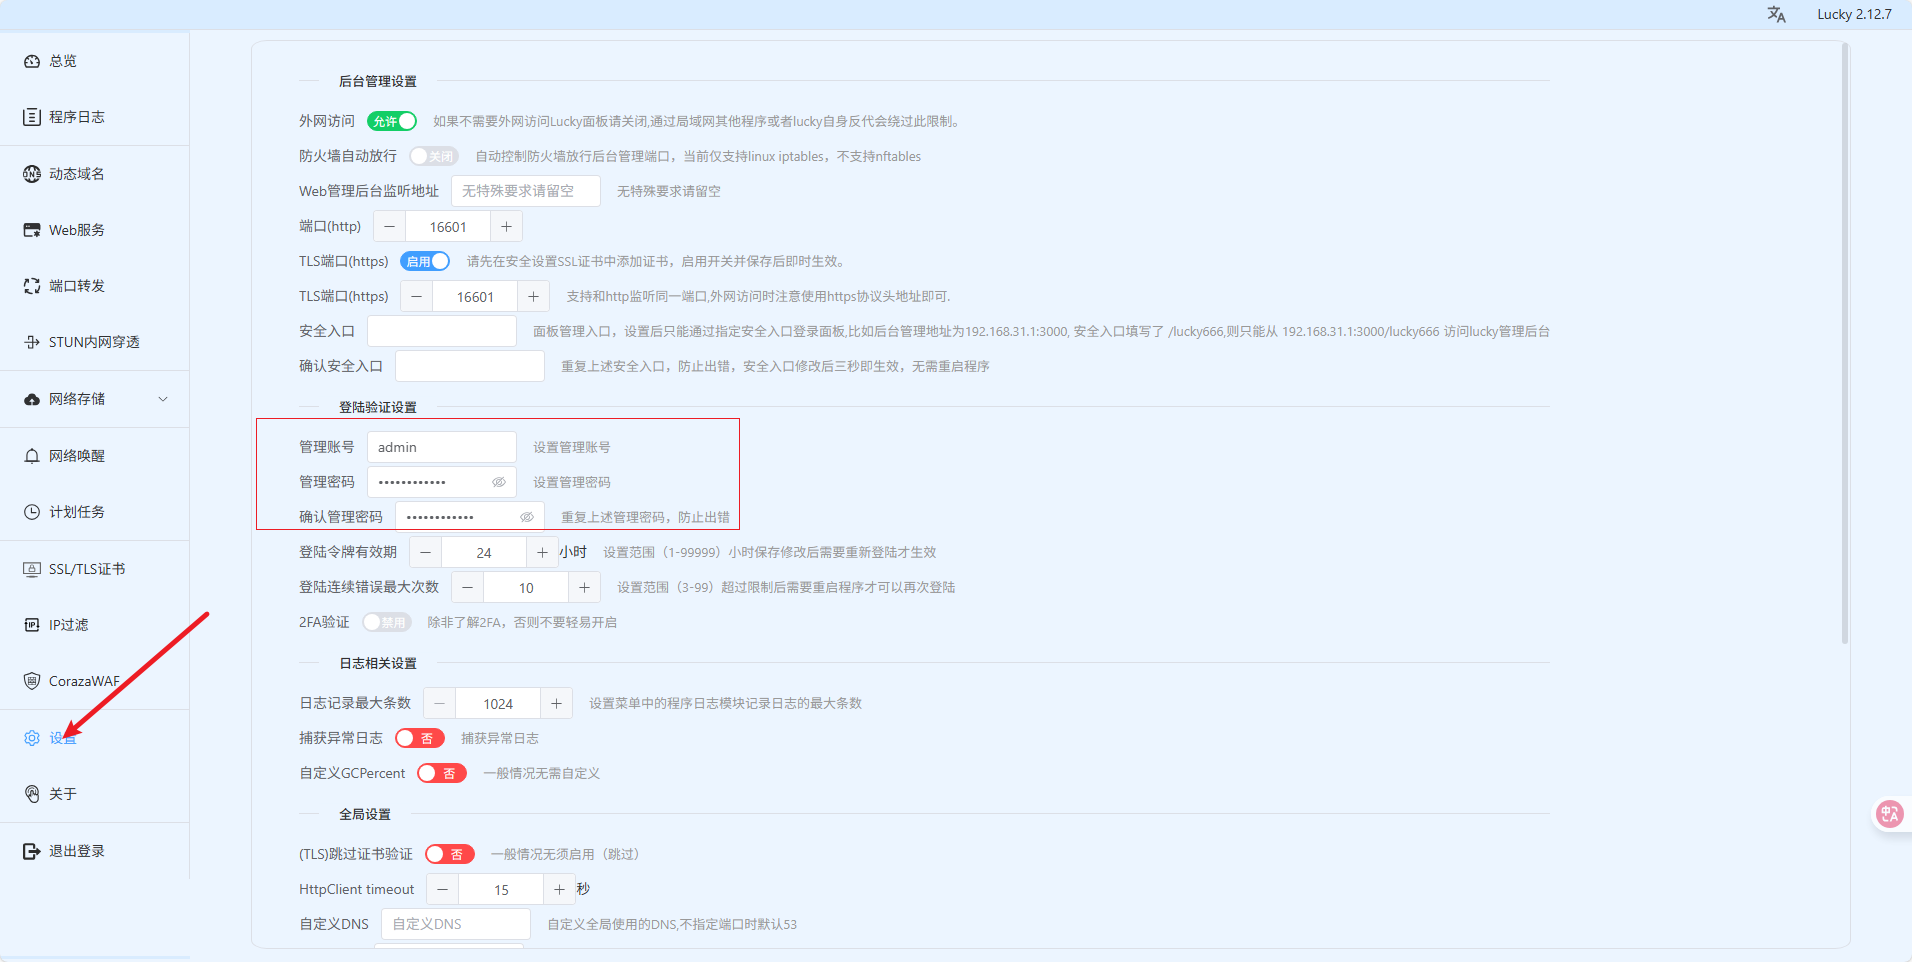 Lucky 2.12.7
总览
程序日志
动态域名
Web服务
端口转发
STUN内网穿透
网络存储
网络唤醒
计划任务
SSL/TLS证书
IP过滤
CorazaWAF
设置
关于
退出登录
后台管理设置
外网访问 允许 如果不需要外网访问Lucky面板请关闭,通过局域网其他程序或者lucky自身反代会绕过此限制。
防火墙自动放行 关闭 自动控制防火墙放行后台管理端口，当前仅支持linux iptables，不支持nftables
Web管理后台监听地址 无特殊要求请留空 无特殊要求请留空
端口(http) 16601
TLS端口(https) 启用 请先在安全设置SSL证书中添加证书，启用开关并保存后即时生效。
TLS端口(https) 16601 支持和http监听同一端口,外网访问时注意使用https协议头地址即可.
安全入口 面板管理入口，设置后只能通过指定安全入口登录面板,比如后台管理地址为192.168.31.1:3000, 安全入口填写了 /lucky666,则只能从 192.168.31.1:3000/lucky666 访问lucky管理后台
确认安全入口 重复上述安全入口，防止出错，安全入口修改后三秒即生效，无需重启程序
登陆验证设置
管理账号 admin 设置管理账号
管理密码 •••••••••••• 设置管理密码
确认管理密码 •••••••••••• 重复上述管理密码，防止出错
登陆令牌有效期 24 小时 设置范围（1-99999）小时保存修改后需要重新登陆才生效
登陆连续错误最大次数 10 设置范围（3-99）超过限制后需要重启程序才可以再次登陆
2FA验证 禁用 除非了解2FA，否则不要轻易开启
日志相关设置
日志记录最大条数 1024 设置菜单中的程序日志模块记录日志的最大条数
捕获异常日志 否 捕获异常日志
自定义GCPercent 否 一般情况无需自定义
全局设置
(TLS)跳过证书验证 否 一般情况无须启用（跳过）
HttpClient timeout 15 秒
自定义DNS 自定义DNS 自定义全局使用的DNS,不指定端口时默认53